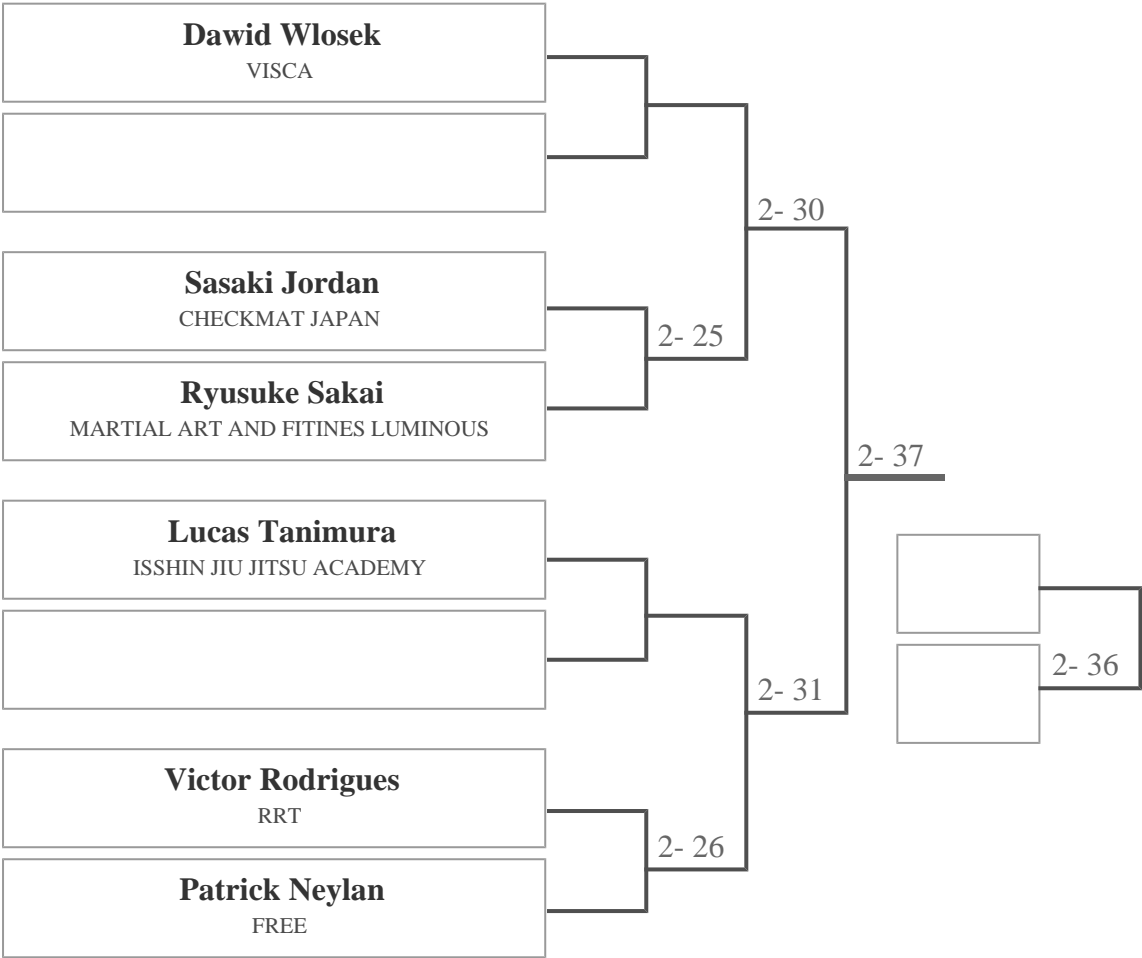 Dawid Wlosek
VISCA
2- 30
Sasaki Jordan
CHECKMAT JAPAN
2- 25
Ryusuke Sakai
MARTIAL ART AND FITINES LUMINOUS
2- 37
Lucas Tanimura
ISSHIN JIU JITSU ACADEMY
2- 36
2- 31
Victor Rodrigues
RRT
2- 26
Patrick Neylan
FREE